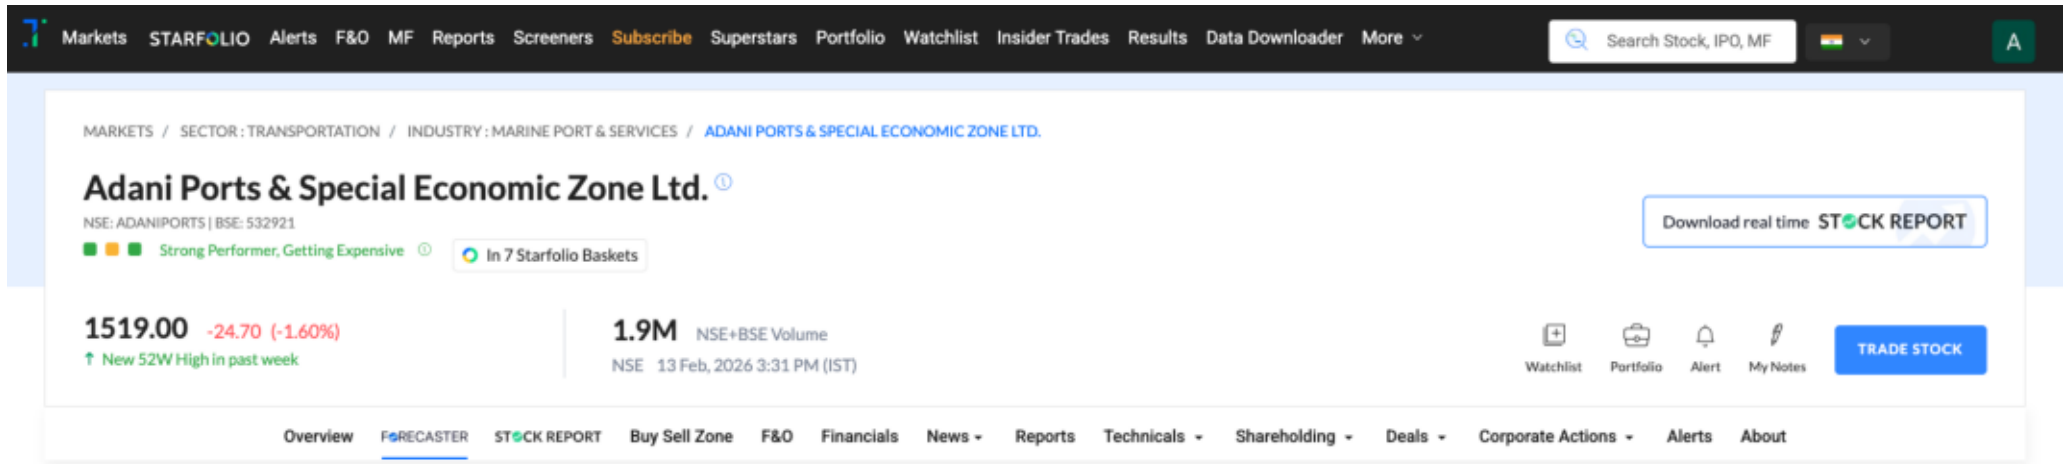 Markets STARFOLIO Alerts F&O MF Reports Screeners Subscribe Superstars Portfolio Watchlist Insider Trades Results Data Downloader More Search Stock, IPO, MF A
MARKETS / SECTOR : TRANSPORTATION / INDUSTRY : MARINE PORT & SERVICES / ADANI PORTS & SPECIAL ECONOMIC ZONE LTD.
Adani Ports & Special Economic Zone Ltd.
NSE: ADANIPORTS | BSE: 532921
Download real time STOCK REPORT
Strong Performer, Getting Expensive In 7 Starfolio Baskets
1519.00 -24.70 (-1.60%) 1.9M NSE+BSE Volume
New 52W High in past week NSE 13 Feb, 2026 3:31 PM (IST)
Watchlist Portfolio Alert My Notes TRADE STOCK
Overview FORECASTER STOCK REPORT Buy Sell Zone F&O Financials News Reports Technicals Shareholding Deals Corporate Actions Alerts About